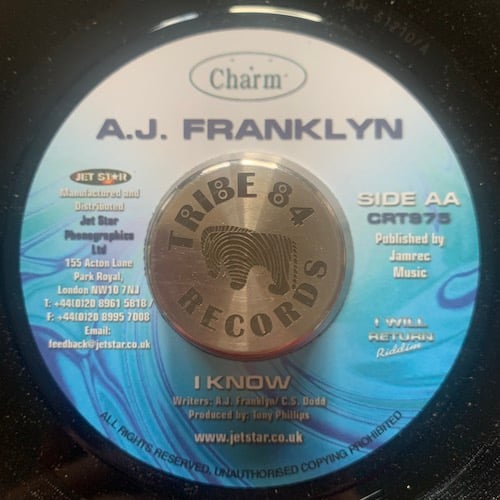 Charm
A.J. FRANKLYN
JET STAR
Manufactured and
Distributed
Jet Star
Phonographics
Ltd
155 Acton Lane
Park Royal,
London NW10 7NJ
T: +44(0)20 8961 5818 /
F: +44(0)20 8995 7008
Email:
feedback@jetstar.co.uk
TRIBE 84
RECORDS
SIDE AA
CRT975
Published by
Jamrec
Music
I WILL
RETURN
Riddim
I KNOW
Writers: A.J. Franklyn/ C.S. Dodd
Produced by: Tony Phillips
www.jetstar.co.uk
ALL RIGHTS RESERVED. UNAUTHORISED COPYING PROHIBITED